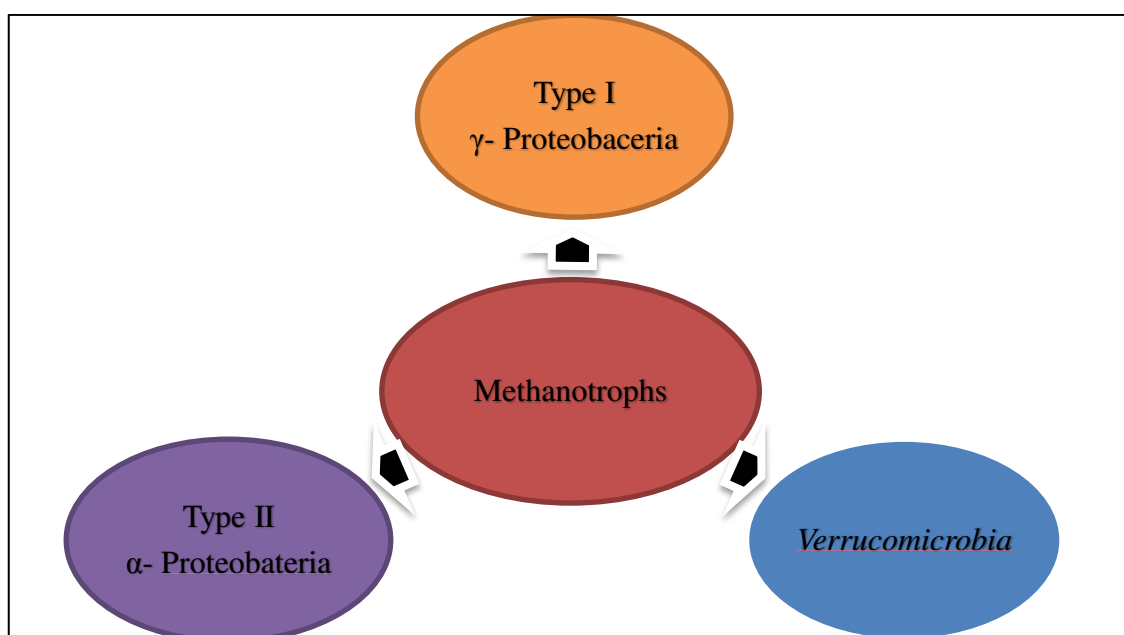 Type I
γ- Proteobaceria
Methanotrophs
Type II
α- Proteobateria
Verrucomicrobia